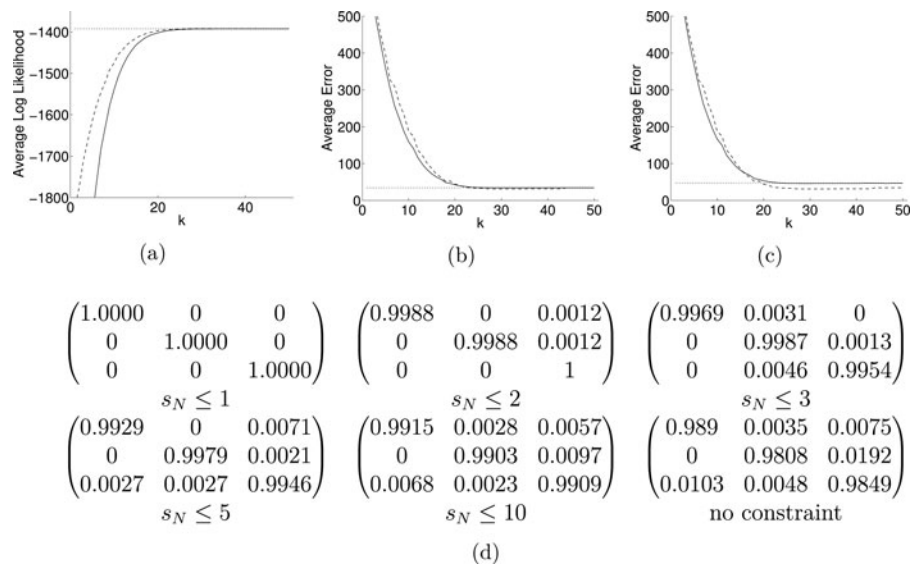 −1400
−1500
−1600
−1700
−1800
Average Log Likelihood
0 20 40
k
(a)
500
400
300
200
100
0
Average Error
0 10 20 30 40 50
k
(b)
500
400
300
200
100
0
Average Error
0 10 20 30 40 50
k
(c)
1.0000 0 0
0 1.0000 0
0 0 1.0000
s_N ≤ 1
0.9988 0 0.0012
0 0.9988 0.0012
0 0 1
s_N ≤ 2
0.9969 0.0031 0
0 0.9987 0.0013
0 0.0046 0.9954
s_N ≤ 3
0.9929 0 0.0071
0 0.9979 0.0021
0.0027 0.0027 0.9946
s_N ≤ 5
0.9915 0.0028 0.0057
0 0.9903 0.0097
0.0068 0.0023 0.9909
s_N ≤ 10
0.989 0.0035 0.0075
0 0.9808 0.0192
0.0103 0.0048 0.9849
no constraint
(d)